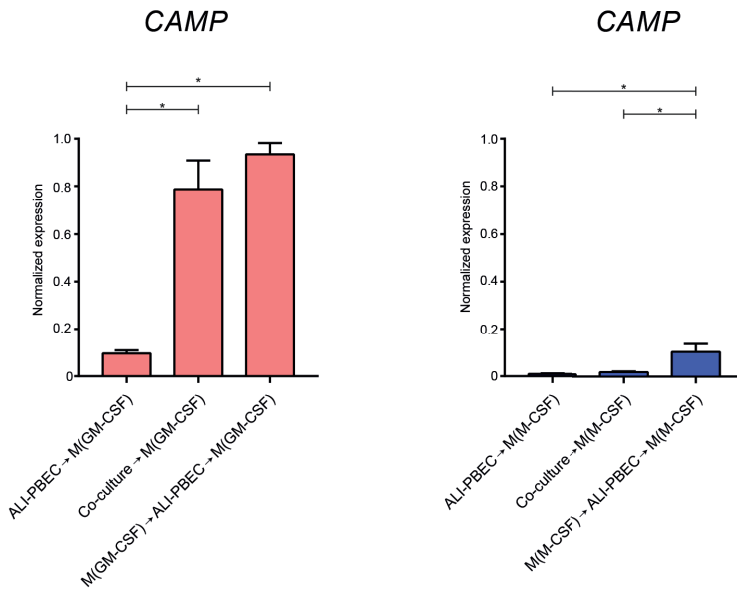 CAMP
*
*
Normalized expression
1.0
0.8
0.6
0.4
0.2
0
ALI-PBEC→M(GM-CSF)
Co-culture→M(GM-CSF)
M(GM-CSF)→ALI-PBEC→M(GM-CSF)
CAMP
*
*
Normalized expression
1.0
0.8
0.6
0.4
0.2
0
ALI-PBEC→M(M-CSF)
Co-culture→M(M-CSF)
M(M-CSF)→ALI-PBEC→M(M-CSF)